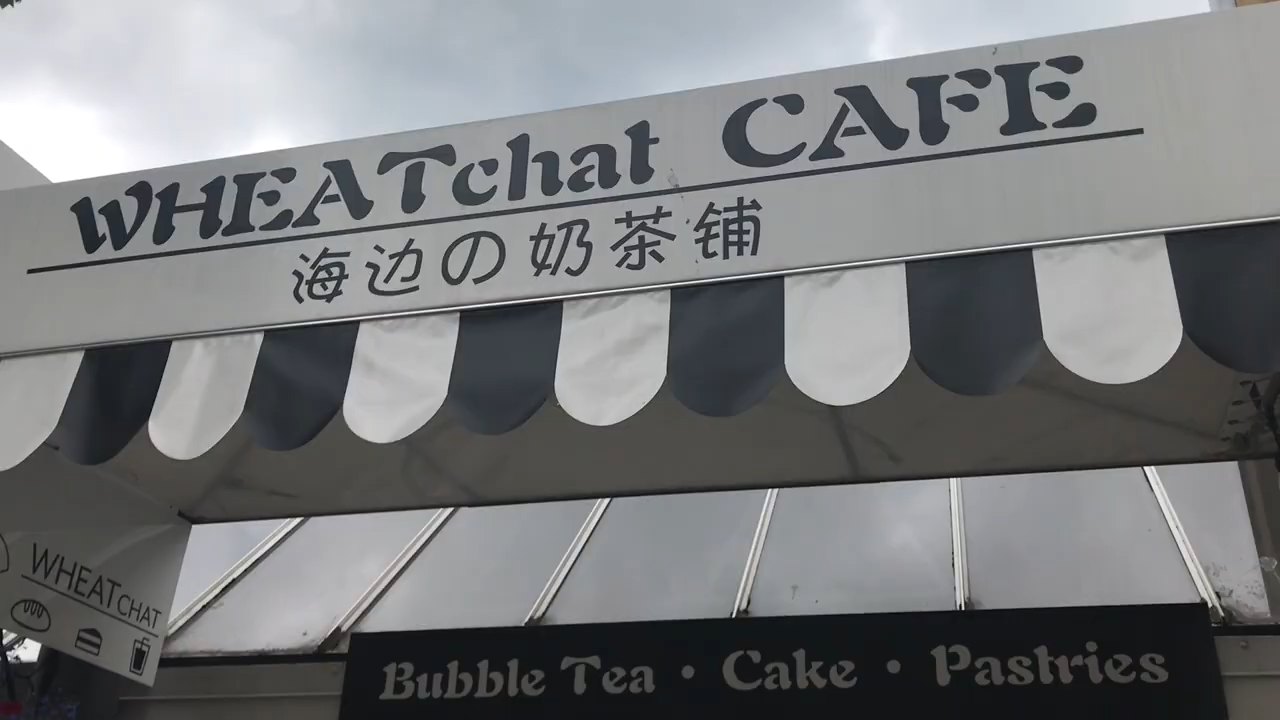 WHEATchat CAFE
海边の奶茶铺
WHEATCHAT
Bubble Tea • Cake • Pastries